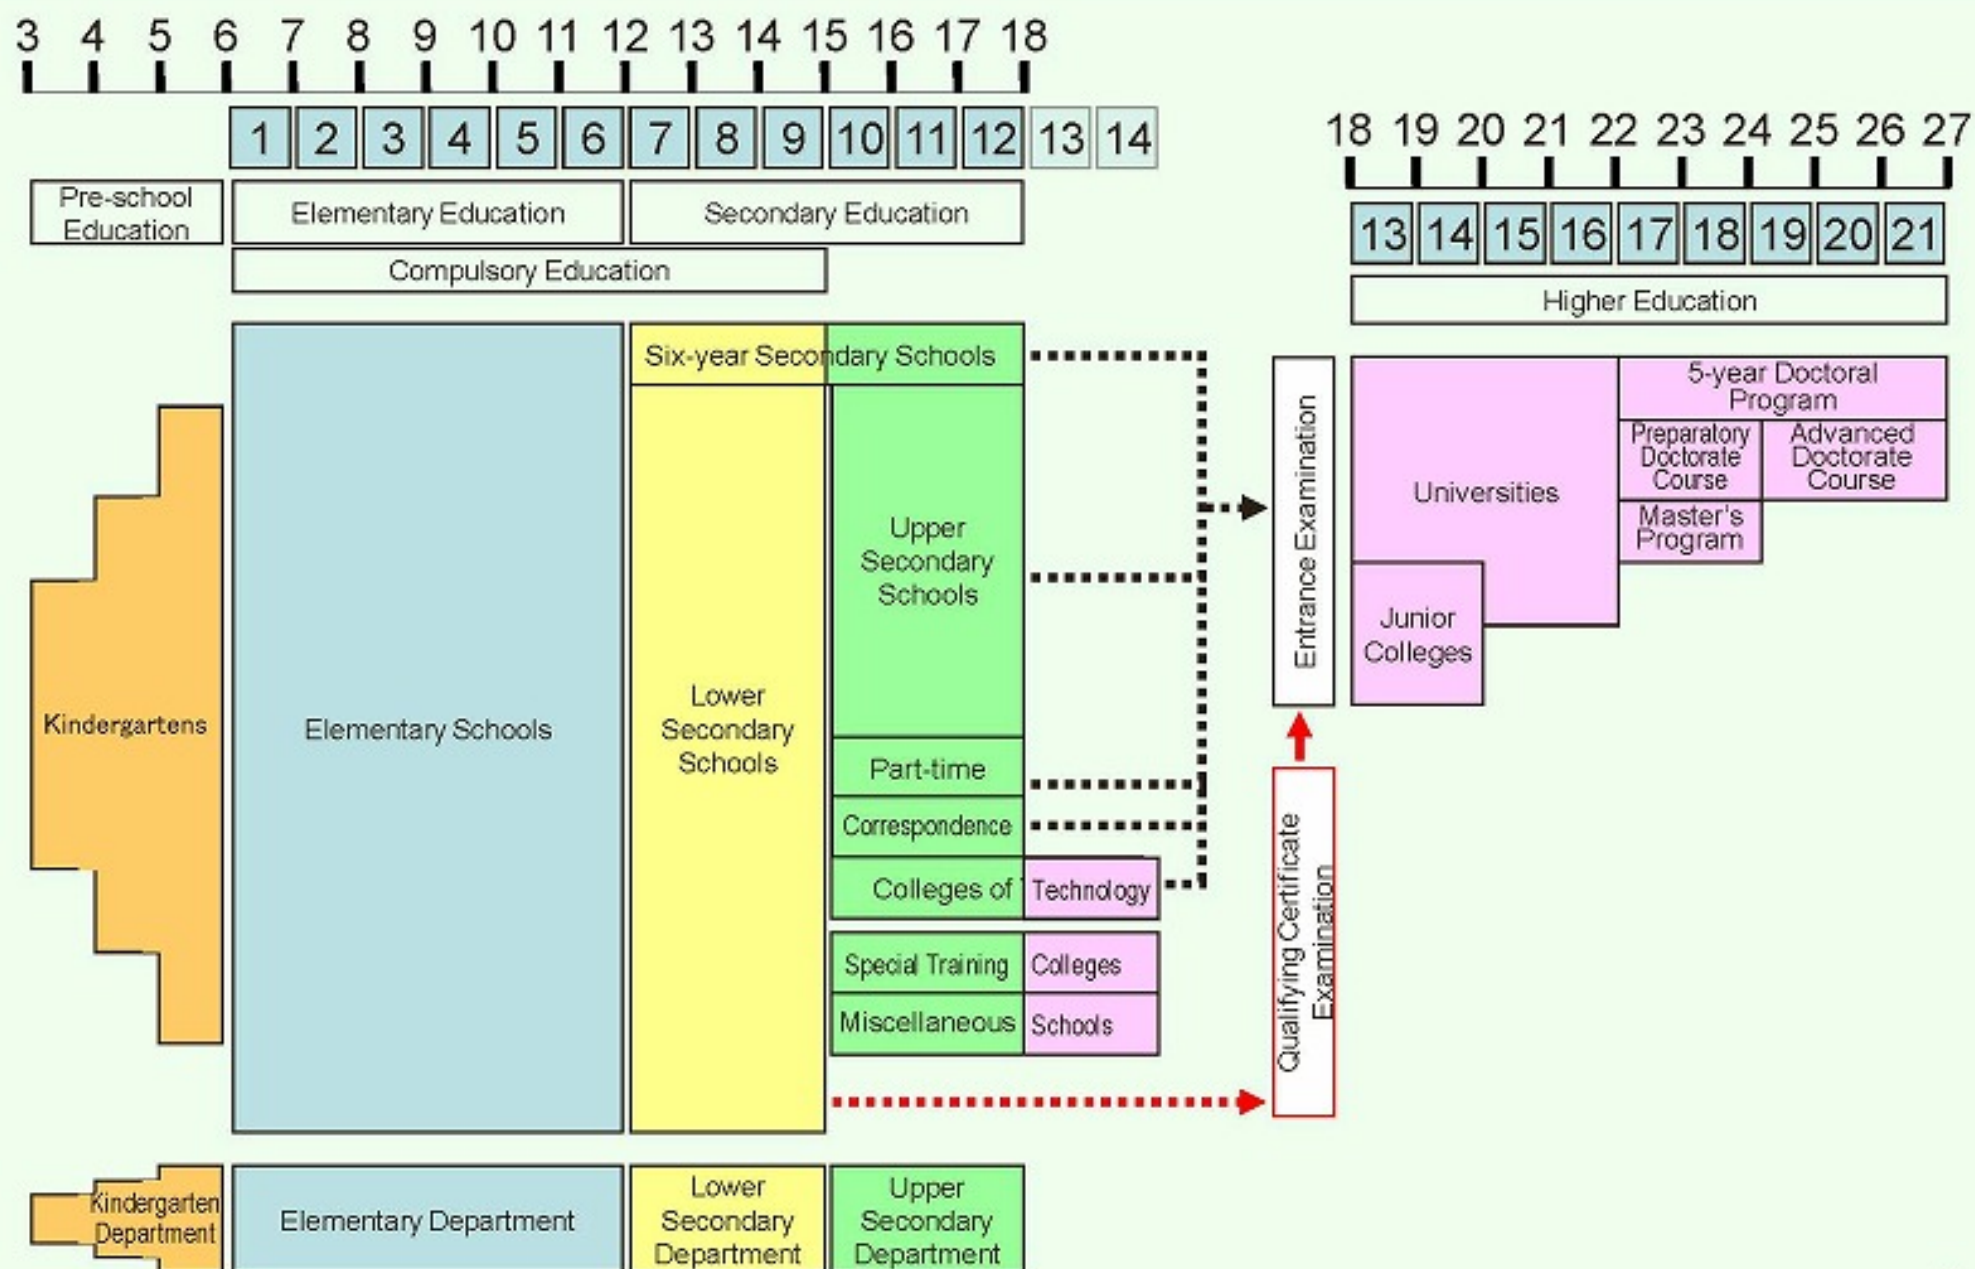 3 4 5 6 7 8 9 10 11 12 13 14 15 16 17 18
1 2 3 4 5 6 7 8 9 10 11 12 13 14
18 19 20 21 22 23 24 25 26 27
13 14 15 16 17 18 19 20 21
Pre-school
Education
Elementary Education
Secondary Education
Compulsory Education
Higher Education
Kindergartens
Elementary Schools
Six-year Secondary Schools
Lower
Secondary
Schools
Upper
Secondary
Schools
Part-time
Correspondence
Colleges of Technology
Special Training Colleges
Miscellaneous Schools
Entrance Examination
Qualifying Certificate
Examination
Universities
Junior
Colleges
5-year Doctoral
Program
Preparatory
Doctorate
Course
Advanced
Doctorate
Course
Master's
Program
Kindergarten
Department
Elementary Department
Lower
Secondary
Department
Upper
Secondary
Department